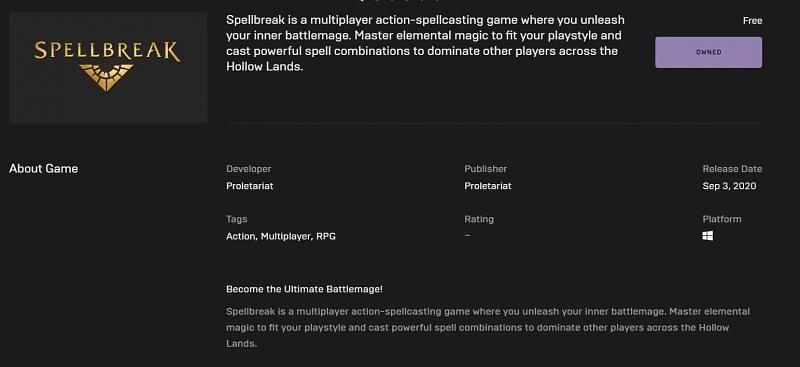 SPELLBREAK
Spellbreak is a multiplayer action-spellcasting game where you unleash
your inner battlemage. Master elemental magic to fit your playstyle and
cast powerful spell combinations to dominate other players across the
Hollow Lands.
Free
OWNED
About Game
Developer
Proletariat
Publisher
Proletariat
Release Date
Sep 3, 2020
Tags
Action, Multiplayer, RPG
Rating
–
Platform
Become the Ultimate Battlemage!
Spellbreak is a multiplayer action-spellcasting game where you unleash your inner battlemage. Master elemental
magic to fit your playstyle and cast powerful spell combinations to dominate other players across the Hollow
Lands.